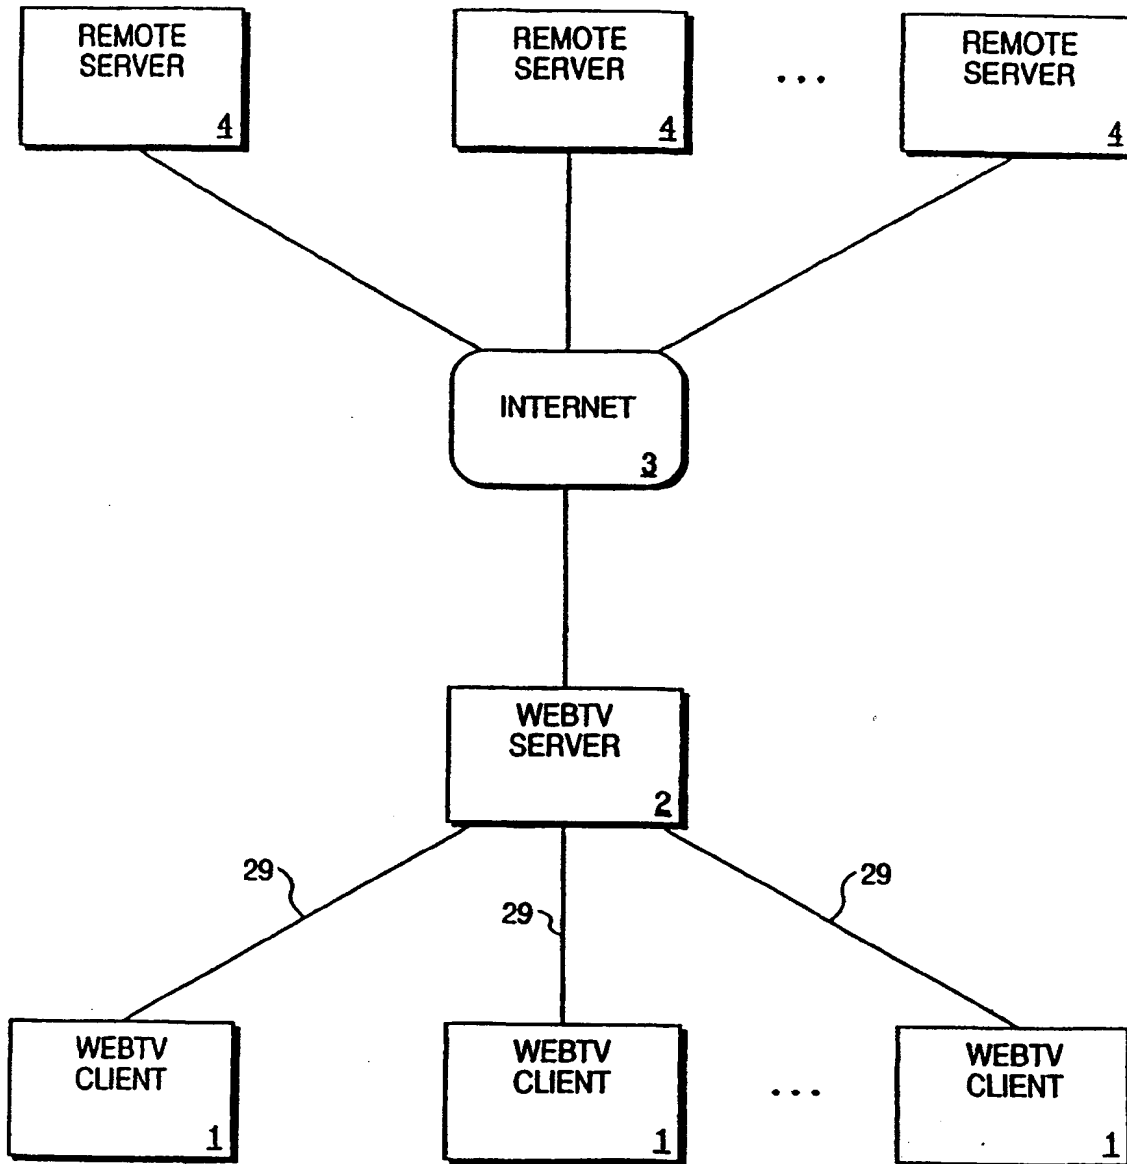 REMOTE
SERVER
4
REMOTE
SERVER
4
...
REMOTE
SERVER
4
INTERNET
3
WEBTV
SERVER
2
29
29
29
WEBTV
CLIENT
1
WEBTV
CLIENT
1
...
WEBTV
CLIENT
1